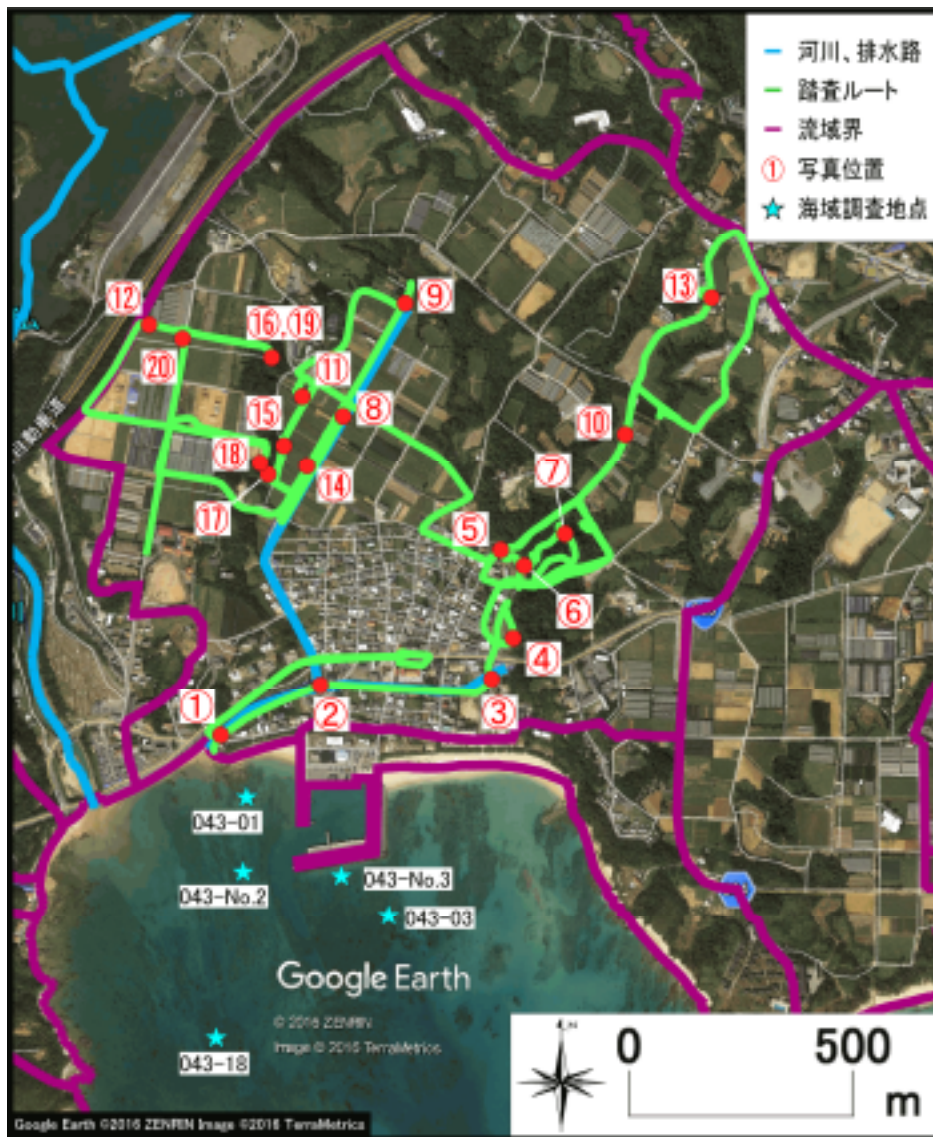 河川、排水路
踏査ルート
流域界
① 写真位置
海域調査地点
⑫
⑨
⑬
⑯,⑲
⑳
⑪
⑮
⑧
⑩
⑱
⑭
⑦
⑰
⑤
⑥
④
①
②
③
043-01
043-No.2
043-No.3
043-03
Google Earth
© 2016 ZENRIN
Image © 2016 TerraMetrics
043-18
0 500
m
Google Earth ©2016 ZENRIN Image ©2016 TerraMetrics